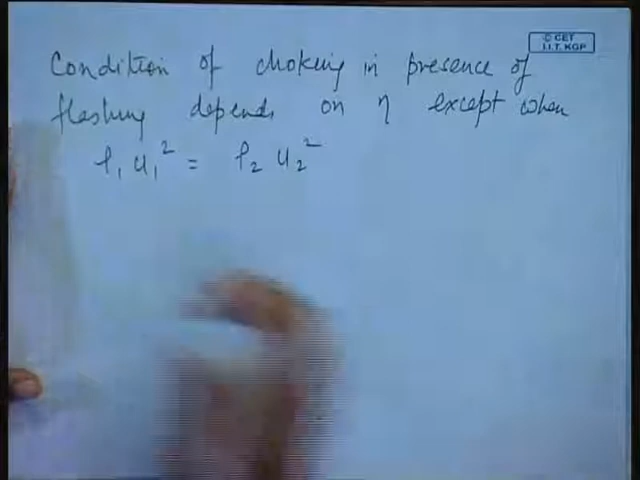 © CET
I.I.T. KGP
Condition of choking in presence of
flashing depends on η except when
ρ₁ u₁² = ρ₂ u₂²